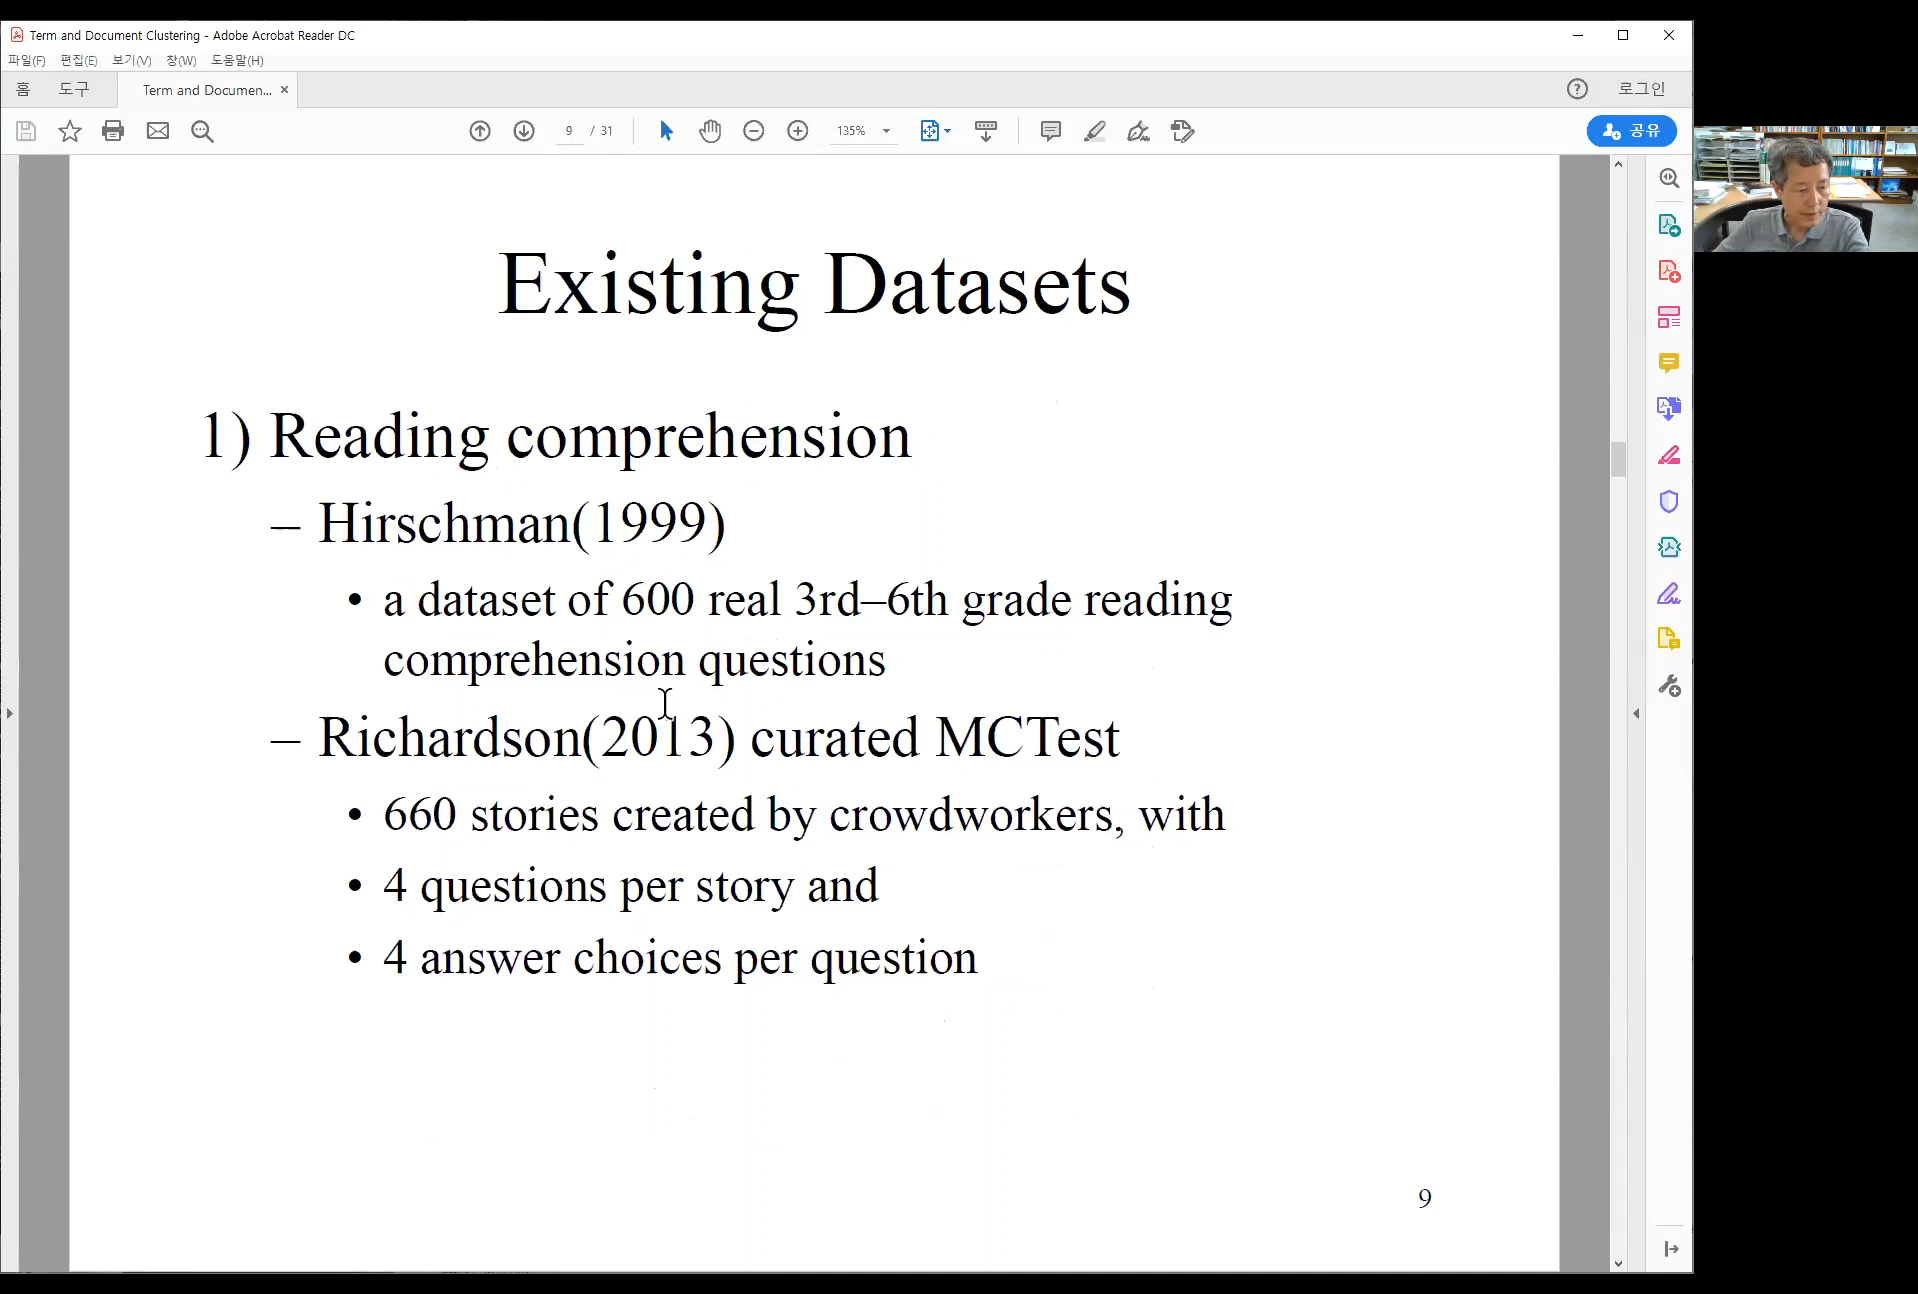 Term and Document Clustering - Adobe Acrobat Reader DC
파일(F) 편집(E) 보기(V) 창(W) 도움말(H)
홈 도구 Term and Documen... ×
로그인
9 / 31 135%
공유
Existing Datasets
1) Reading comprehension
– Hirschman(1999)
• a dataset of 600 real 3rd–6th grade reading
comprehension questions
– Richardson(2013) curated MCTest
• 660 stories created by crowdworkers, with
• 4 questions per story and
• 4 answer choices per question
9